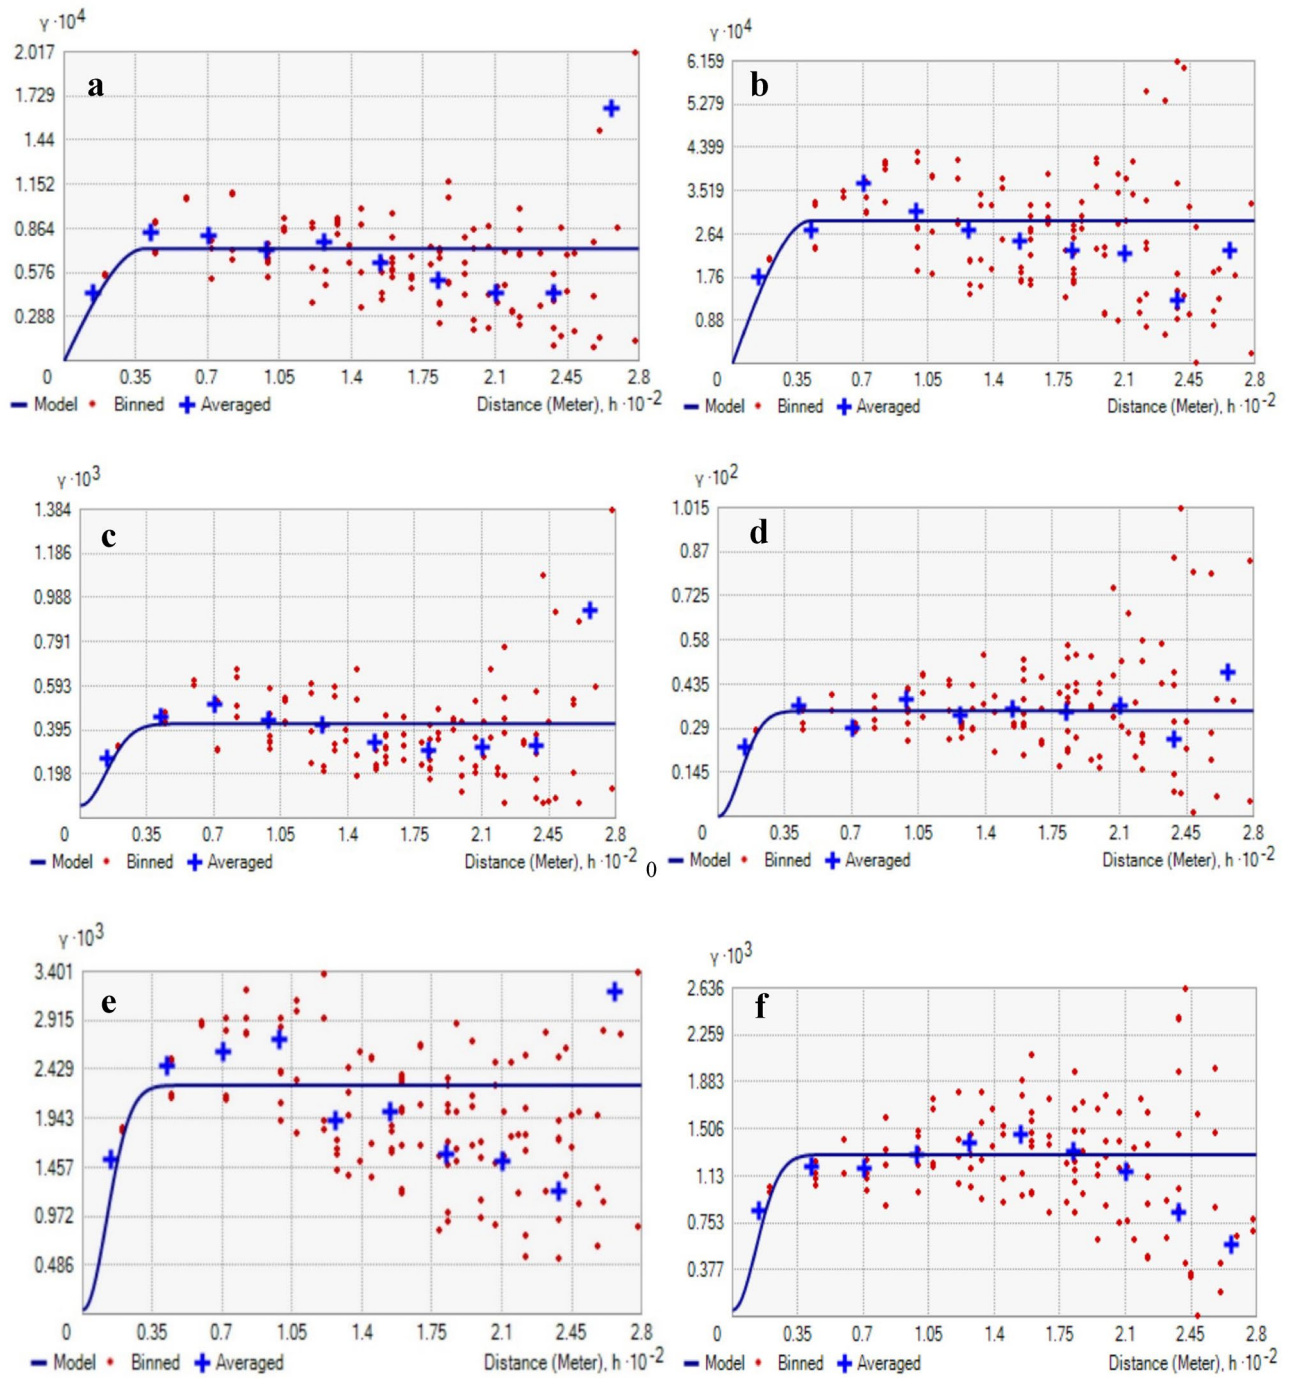 γ·10⁴
2.017
1.729
1.44
1.152
0.864
0.576
0.288
a
0 0.35 0.7 1.05 1.4 1.75 2.1 2.45 2.8
Model Binned Averaged Distance (Meter), h·10⁻²
γ·10⁴
6.159
5.279
4.399
3.519
2.64
1.76
0.88
b
0 0.35 0.7 1.05 1.4 1.75 2.1 2.45 2.8
Model Binned Averaged Distance (Meter), h·10⁻²
γ·10³
1.384
1.186
0.988
0.791
0.593
0.395
0.198
c
0 0.35 0.7 1.05 1.4 1.75 2.1 2.45 2.8
Model Binned Averaged Distance (Meter), h·10⁻²
0
γ·10²
1.015
0.87
0.725
0.58
0.435
0.29
0.145
d
0 0.35 0.7 1.05 1.4 1.75 2.1 2.45 2.8
Model Binned Averaged Distance (Meter), h·10⁻²
γ·10³
3.401
2.915
2.429
1.943
1.457
0.972
0.486
e
0 0.35 0.7 1.05 1.4 1.75 2.1 2.45 2.8
Model Binned Averaged Distance (Meter), h·10⁻²
γ·10³
2.636
2.259
1.883
1.506
1.13
0.753
0.377
f
0 0.35 0.7 1.05 1.4 1.75 2.1 2.45 2.8
Model Binned Averaged Distance (Meter), h·10⁻²